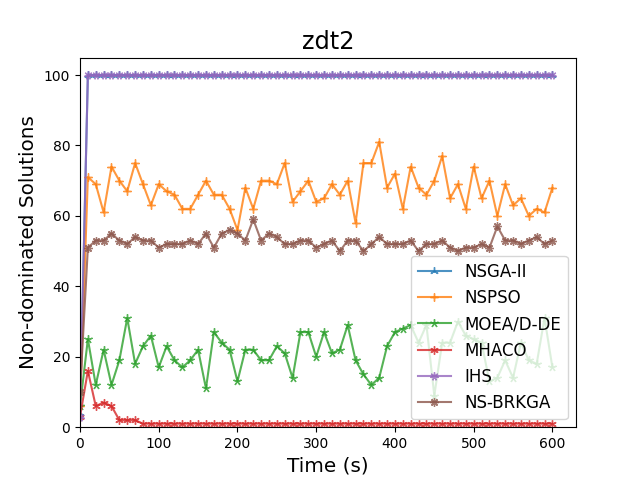 zdt2
Non-dominated Solutions
100
80
60
40
20
0
0 100 200 300 400 500 600
Time (s)
NSGA-II
NSPSO
MOEA/D-DE
MHACO
IHS
NS-BRKGA